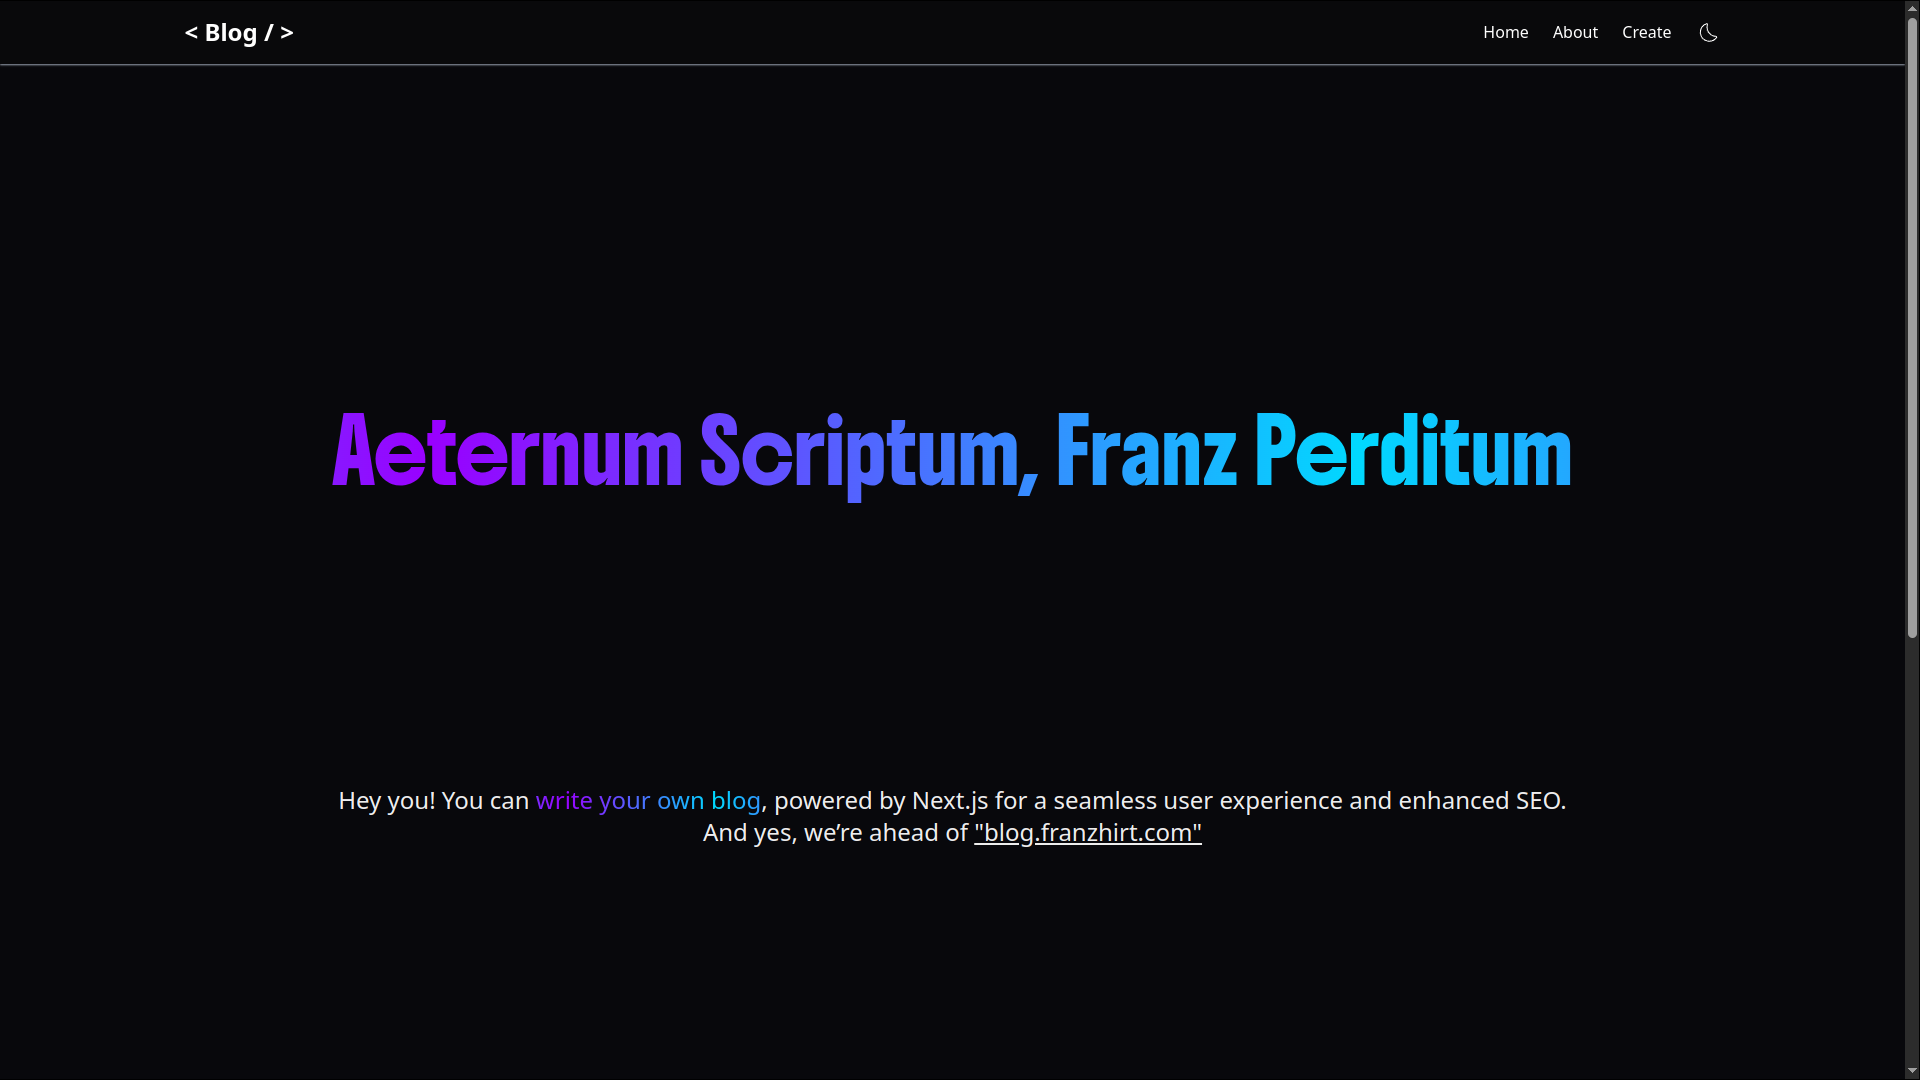 < Blog / >
Home About Create
Aeternum Scriptum, Franz Perditum
Hey you! You can write your own blog, powered by Next.js for a seamless user experience and enhanced SEO.
And yes, we’re ahead of "blog.franzhirt.com"